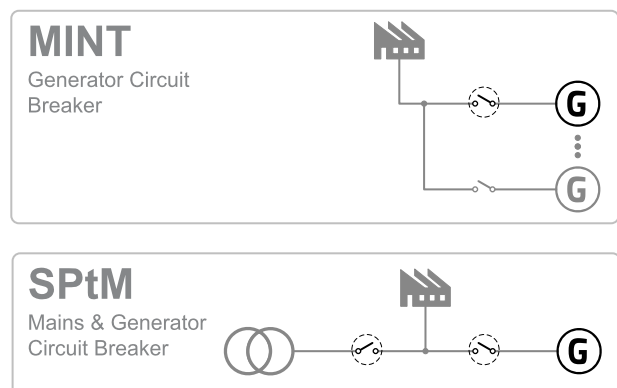 MINT
Generator Circuit
Breaker
G
G
SPtM
Mains & Generator
Circuit Breaker
G